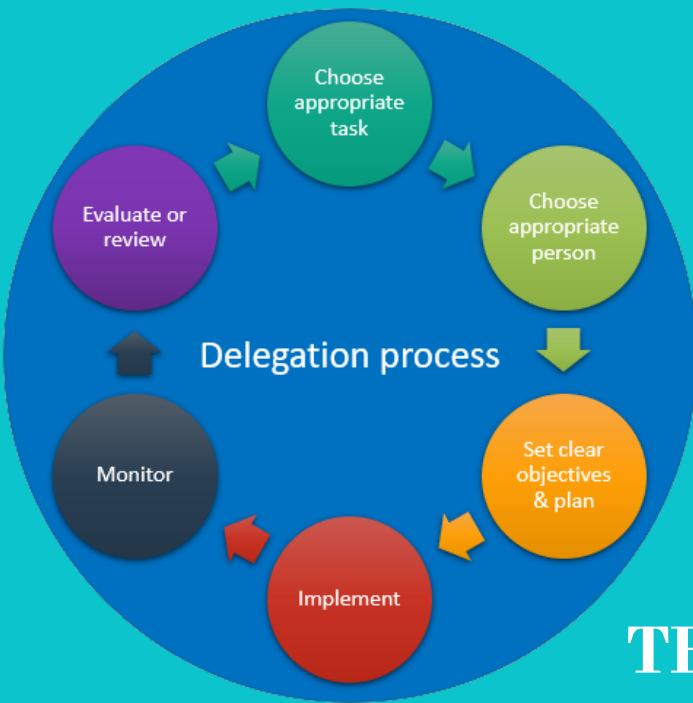 Choose
appropriate
task
Choose
appropriate
person
Set clear
objectives
& plan
Implement
Monitor
Evaluate or
review
Delegation process